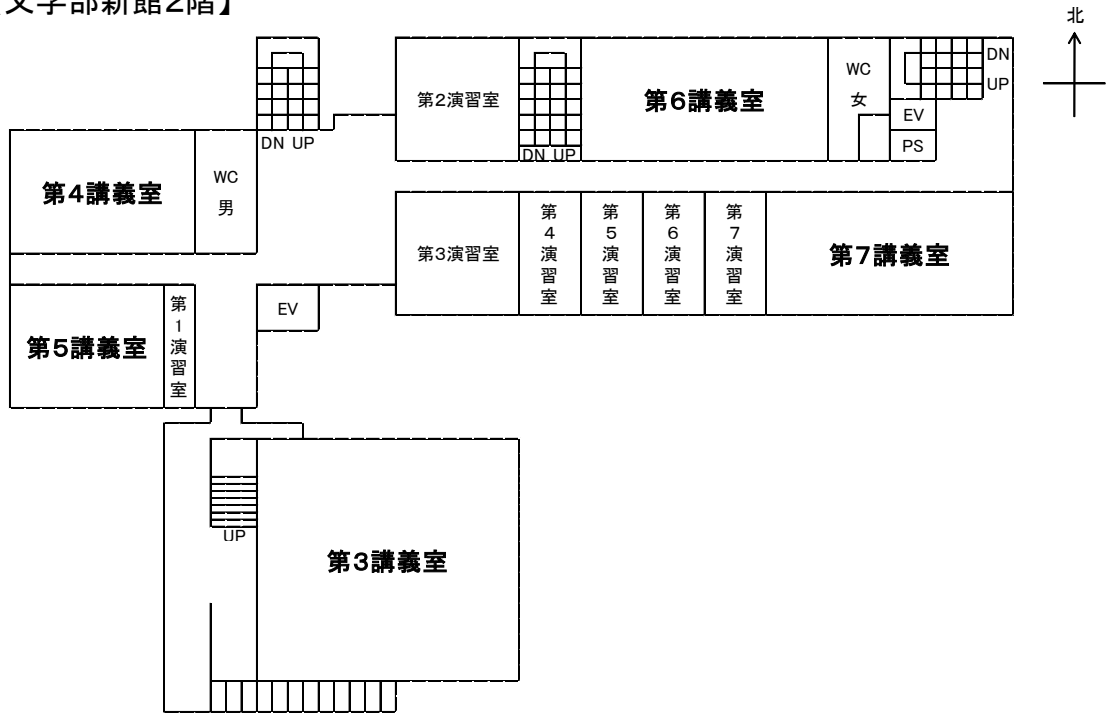 文学部新館2階】
北
第2演習室
第6講義室
WC
女
DN
UP
EV
PS
DN UP
DN UP
第4講義室
WC
男
第3演習室
第4演習室
第5演習室
第6演習室
第7演習室
第7講義室
第5講義室
第1演習室
EV
UP
第3講義室